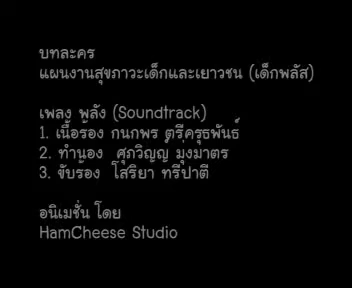 บทละคร
แผนงานสุขภาวะเด็กและเยาวชน (เด็กพลัส)
เพลง พลัง (Soundtrack)
1. เนื้อร้อง กนกพร ตรีครุธพันธ์
2. ทำนอง ศุภวิญญ์ มุ่งมาตร
3. ขับร้อง โสริยา ทรีปาตี
อนิเมชั่น โดย
HamCheese Studio